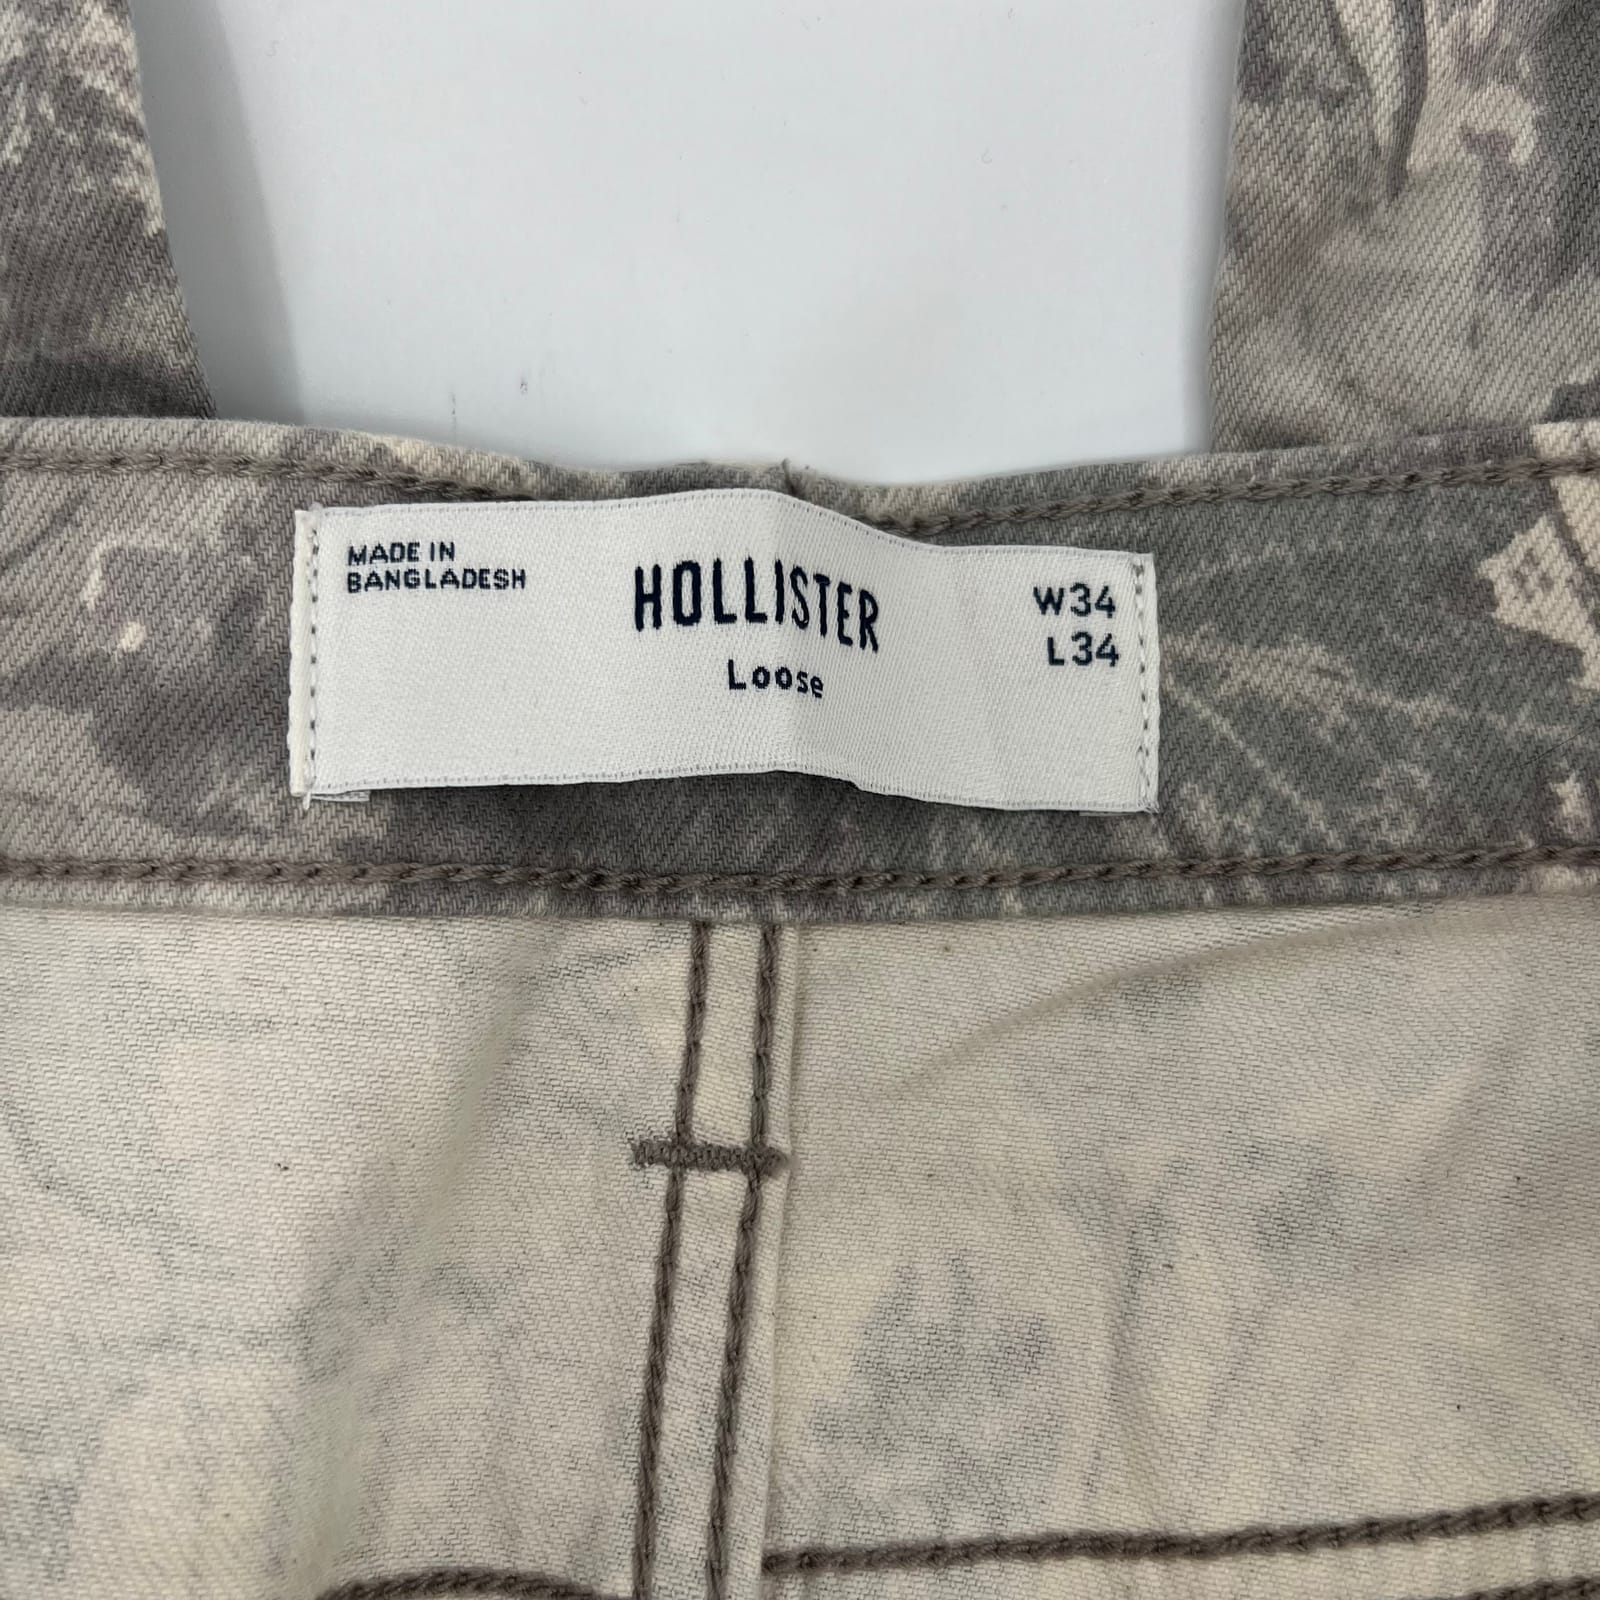 MADE IN
BANGLADESH
HOLLISTER
Loose
W34
L34